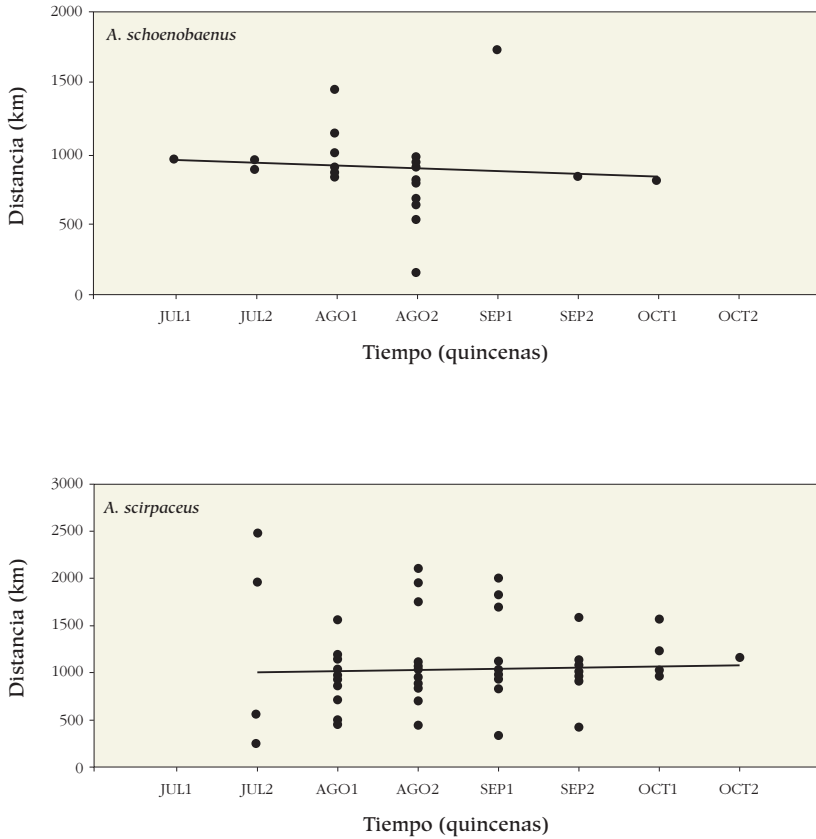 2000
A. schoenobaenus
1500
1000
500
0
Distancia (km)
JUL1 JUL2 AGO1 AGO2 SEP1 SEP2 OCT1 OCT2
Tiempo (quincenas)
3000
A. scirpaceus
2500
2000
1500
1000
500
0
Distancia (km)
JUL1 JUL2 AGO1 AGO2 SEP1 SEP2 OCT1 OCT2
Tiempo (quincenas)